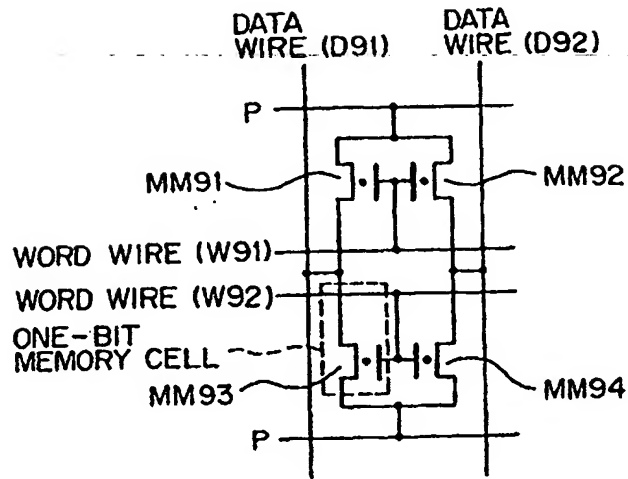 DATA
WIRE (D91)
DATA
WIRE (D92)
P
MM91
MM92
WORD WIRE (W91)
WORD WIRE (W92)
ONE-BIT
MEMORY CELL
MM93
MM94
P